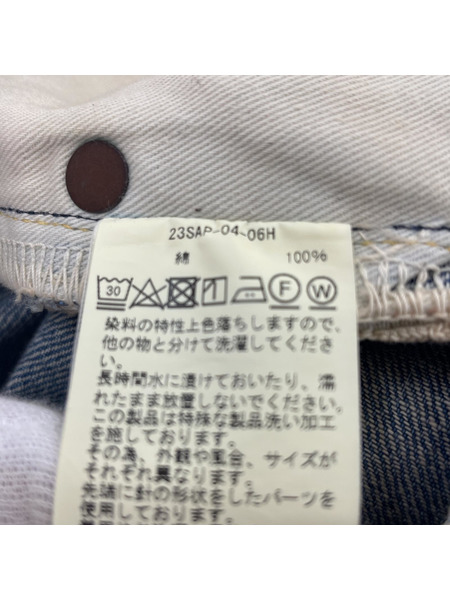 23SAP-04-06H
綿 100%
30 F W
染料の特性上色落ちしますので、
他の物と分けて洗濯してくださ
い。
長時間水に漬けておいたり、濡
れたまま放置しないでください。
この製品は特殊な製品洗い加工
を施しております。
その為、外観や風合、サイズが
それぞれ異なります。
先端に針の形状をしたパーツを
使用しております。